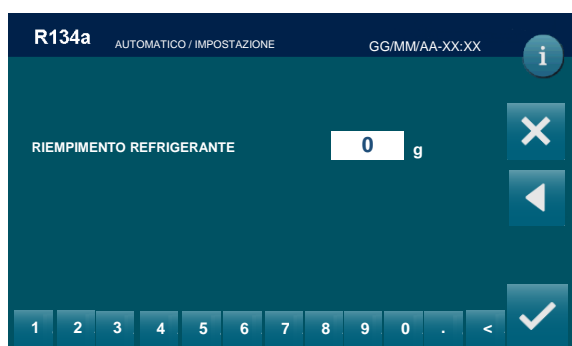 R134a AUTOMATICO / IMPOSTAZIONE GG/MM/AA-XX:XX i
RIEMPIMENTO REFRIGERANTE 0 g
1 2 3 4 5 6 7 8 9 0 . <